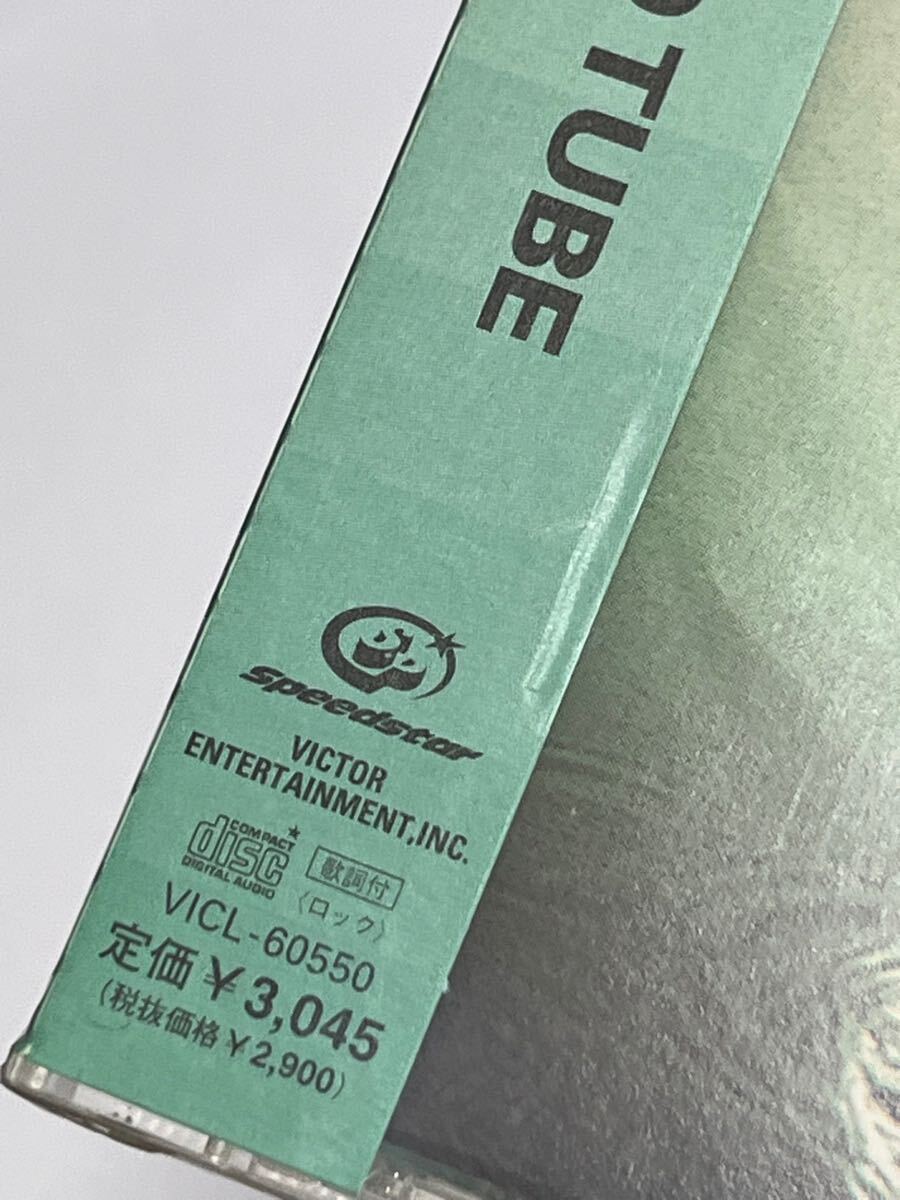 TUBE
Speedstar
VICTOR
ENTERTAINMENT,INC.
COMPACT
disc
DIGITAL AUDIO
歌詞付
〈ロック〉
VICL-60550
定価¥3,045
(税抜価格¥2,900)